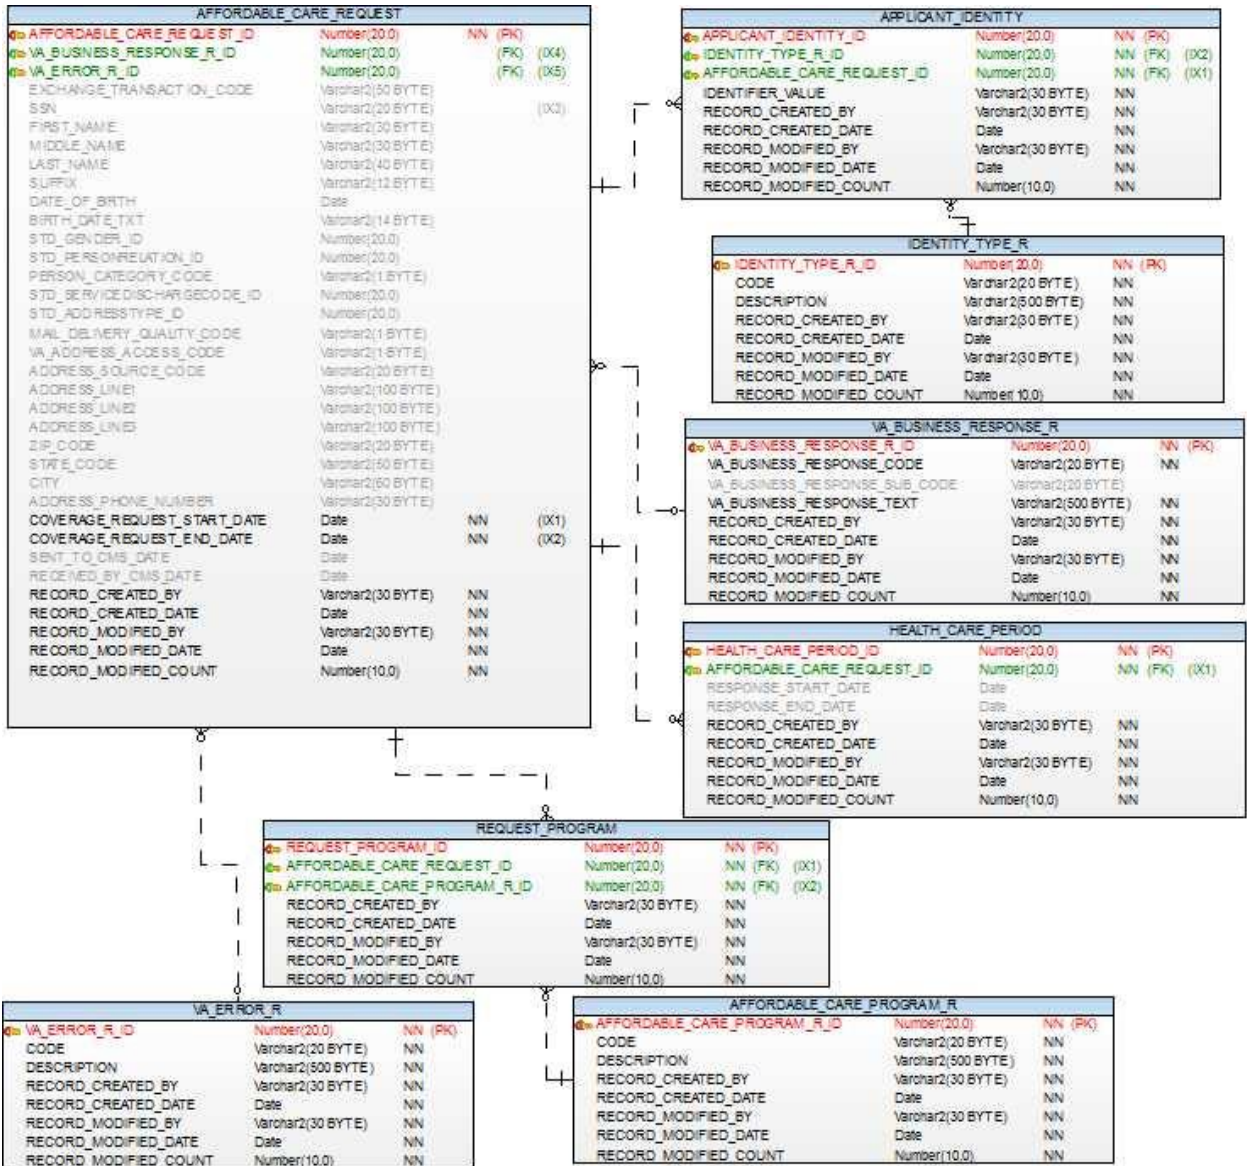 AFFORDABLE_CARE_REQUEST
AFFORDABLE_CARE_REQUEST_ID Number(20,0) NN (PK)
VA_BUSINESS_RESPONSE_R_ID Number(20,0) (FK) (IX4)
VA_ERROR_R_ID Number(20,0) (FK) (IX5)
EXCHANGE_TRANSACTION_CODE Varchar2(50 BYTE)
SSN Varchar2(20 BYTE) (IX3)
FIRST_NAME Varchar2(30 BYTE)
MIDDLE_NAME Varchar2(30 BYTE)
LAST_NAME Varchar2(40 BYTE)
SUFFIX Varchar2(12 BYTE)
DATE_OF_BIRTH Date
BIRTH_DATE_TXT Varchar2(14 BYTE)
STD_GENDER_ID Number(20,0)
STD_PERSONRELATION_ID Number(20,0)
PERSON_CATEGORY_CODE Varchar2(1 BYTE)
STD_SERVICEDISCHARGECODE_ID Number(20,0)
STD_ADDRESSTYPE_ID Number(20,0)
MAIL_DELIVERY_QUALITY_CODE Varchar2(1 BYTE)
VA_ADDRESS_ACCESS_CODE Varchar2(1 BYTE)
ADDRESS_SOURCE_CODE Varchar2(20 BYTE)
ADDRESS_LINE1 Varchar2(100 BYTE)
ADDRESS_LINE2 Varchar2(100 BYTE)
ADDRESS_LINE3 Varchar2(100 BYTE)
ZIP_CODE Varchar2(20 BYTE)
STATE_CODE Varchar2(50 BYTE)
CITY Varchar2(60 BYTE)
ADDRESS_PHONE_NUMBER Varchar2(30 BYTE)
COVERAGE_REQUEST_START_DATE Date NN (IX1)
COVERAGE_REQUEST_END_DATE Date NN (IX2)
SENT_TO_CMS_DATE Date
RECEIVED_BY_CMS_DATE Date
RECORD_CREATED_BY Varchar2(30 BYTE) NN
RECORD_CREATED_DATE Date NN
RECORD_MODIFIED_BY Varchar2(30 BYTE) NN
RECORD_MODIFIED_DATE Date NN
RECORD_MODIFIED_COUNT Number(10,0) NN
APPLICANT_IDENTITY
APPLICANT_IDENTITY_ID Number(20,0) NN (PK)
IDENTITY_TYPE_R_ID Number(20,0) NN (FK) (IX2)
AFFORDABLE_CARE_REQUEST_ID Number(20,0) NN (FK) (IX1)
IDENTIFIER_VALUE Varchar2(30 BYTE) NN
RECORD_CREATED_BY Varchar2(30 BYTE) NN
RECORD_CREATED_DATE Date NN
RECORD_MODIFIED_BY Varchar2(30 BYTE) NN
RECORD_MODIFIED_DATE Date NN
RECORD_MODIFIED_COUNT Number(10,0) NN
IDENTITY_TYPE_R
IDENTITY_TYPE_R_ID Number(20,0) NN (PK)
CODE Varchar2(20 BYTE) NN
DESCRIPTION Varchar2(500 BYTE) NN
RECORD_CREATED_BY Varchar2(30 BYTE) NN
RECORD_CREATED_DATE Date NN
RECORD_MODIFIED_BY Varchar2(30 BYTE) NN
RECORD_MODIFIED_DATE Date NN
RECORD_MODIFIED_COUNT Number(10,0) NN
VA_BUSINESS_RESPONSE_R
VA_BUSINESS_RESPONSE_R_ID Number(20,0) NN (PK)
VA_BUSINESS_RESPONSE_CODE Varchar2(20 BYTE) NN
VA_BUSINESS_RESPONSE_SUB_CODE Varchar2(20 BYTE)
VA_BUSINESS_RESPONSE_TEXT Varchar2(500 BYTE) NN
RECORD_CREATED_BY Varchar2(30 BYTE) NN
RECORD_CREATED_DATE Date NN
RECORD_MODIFIED_BY Varchar2(30 BYTE) NN
RECORD_MODIFIED_DATE Date NN
RECORD_MODIFIED_COUNT Number(10,0) NN
HEALTH_CARE_PERIOD
HEALTH_CARE_PERIOD_ID Number(20,0) NN (PK)
AFFORDABLE_CARE_REQUEST_ID Number(20,0) NN (FK) (IX1)
RESPONSE_START_DATE Date
RESPONSE_END_DATE Date
RECORD_CREATED_BY Varchar2(30 BYTE) NN
RECORD_CREATED_DATE Date NN
RECORD_MODIFIED_BY Varchar2(30 BYTE) NN
RECORD_MODIFIED_DATE Date NN
RECORD_MODIFIED_COUNT Number(10,0) NN
REQUEST_PROGRAM
REQUEST_PROGRAM_ID Number(20,0) NN (PK)
AFFORDABLE_CARE_REQUEST_ID Number(20,0) NN (FK) (IX1)
AFFORDABLE_CARE_PROGRAM_R_ID Number(20,0) NN (FK) (IX2)
RECORD_CREATED_BY Varchar2(30 BYTE) NN
RECORD_CREATED_DATE Date NN
RECORD_MODIFIED_BY Varchar2(30 BYTE) NN
RECORD_MODIFIED_DATE Date NN
RECORD_MODIFIED_COUNT Number(10,0) NN
VA_ERROR_R
VA_ERROR_R_ID Number(20,0) NN (PK)
CODE Varchar2(20 BYTE) NN
DESCRIPTION Varchar2(500 BYTE) NN
RECORD_CREATED_BY Varchar2(30 BYTE) NN
RECORD_CREATED_DATE Date NN
RECORD_MODIFIED_BY Varchar2(30 BYTE) NN
RECORD_MODIFIED_DATE Date NN
RECORD_MODIFIED_COUNT Number(10,0) NN
AFFORDABLE_CARE_PROGRAM_R
AFFORDABLE_CARE_PROGRAM_R_ID Number(20,0) NN (PK)
CODE Varchar2(20 BYTE) NN
DESCRIPTION Varchar2(500 BYTE) NN
RECORD_CREATED_BY Varchar2(30 BYTE) NN
RECORD_CREATED_DATE Date NN
RECORD_MODIFIED_BY Varchar2(30 BYTE) NN
RECORD_MODIFIED_DATE Date NN
RECORD_MODIFIED_COUNT Number(10,0) NN